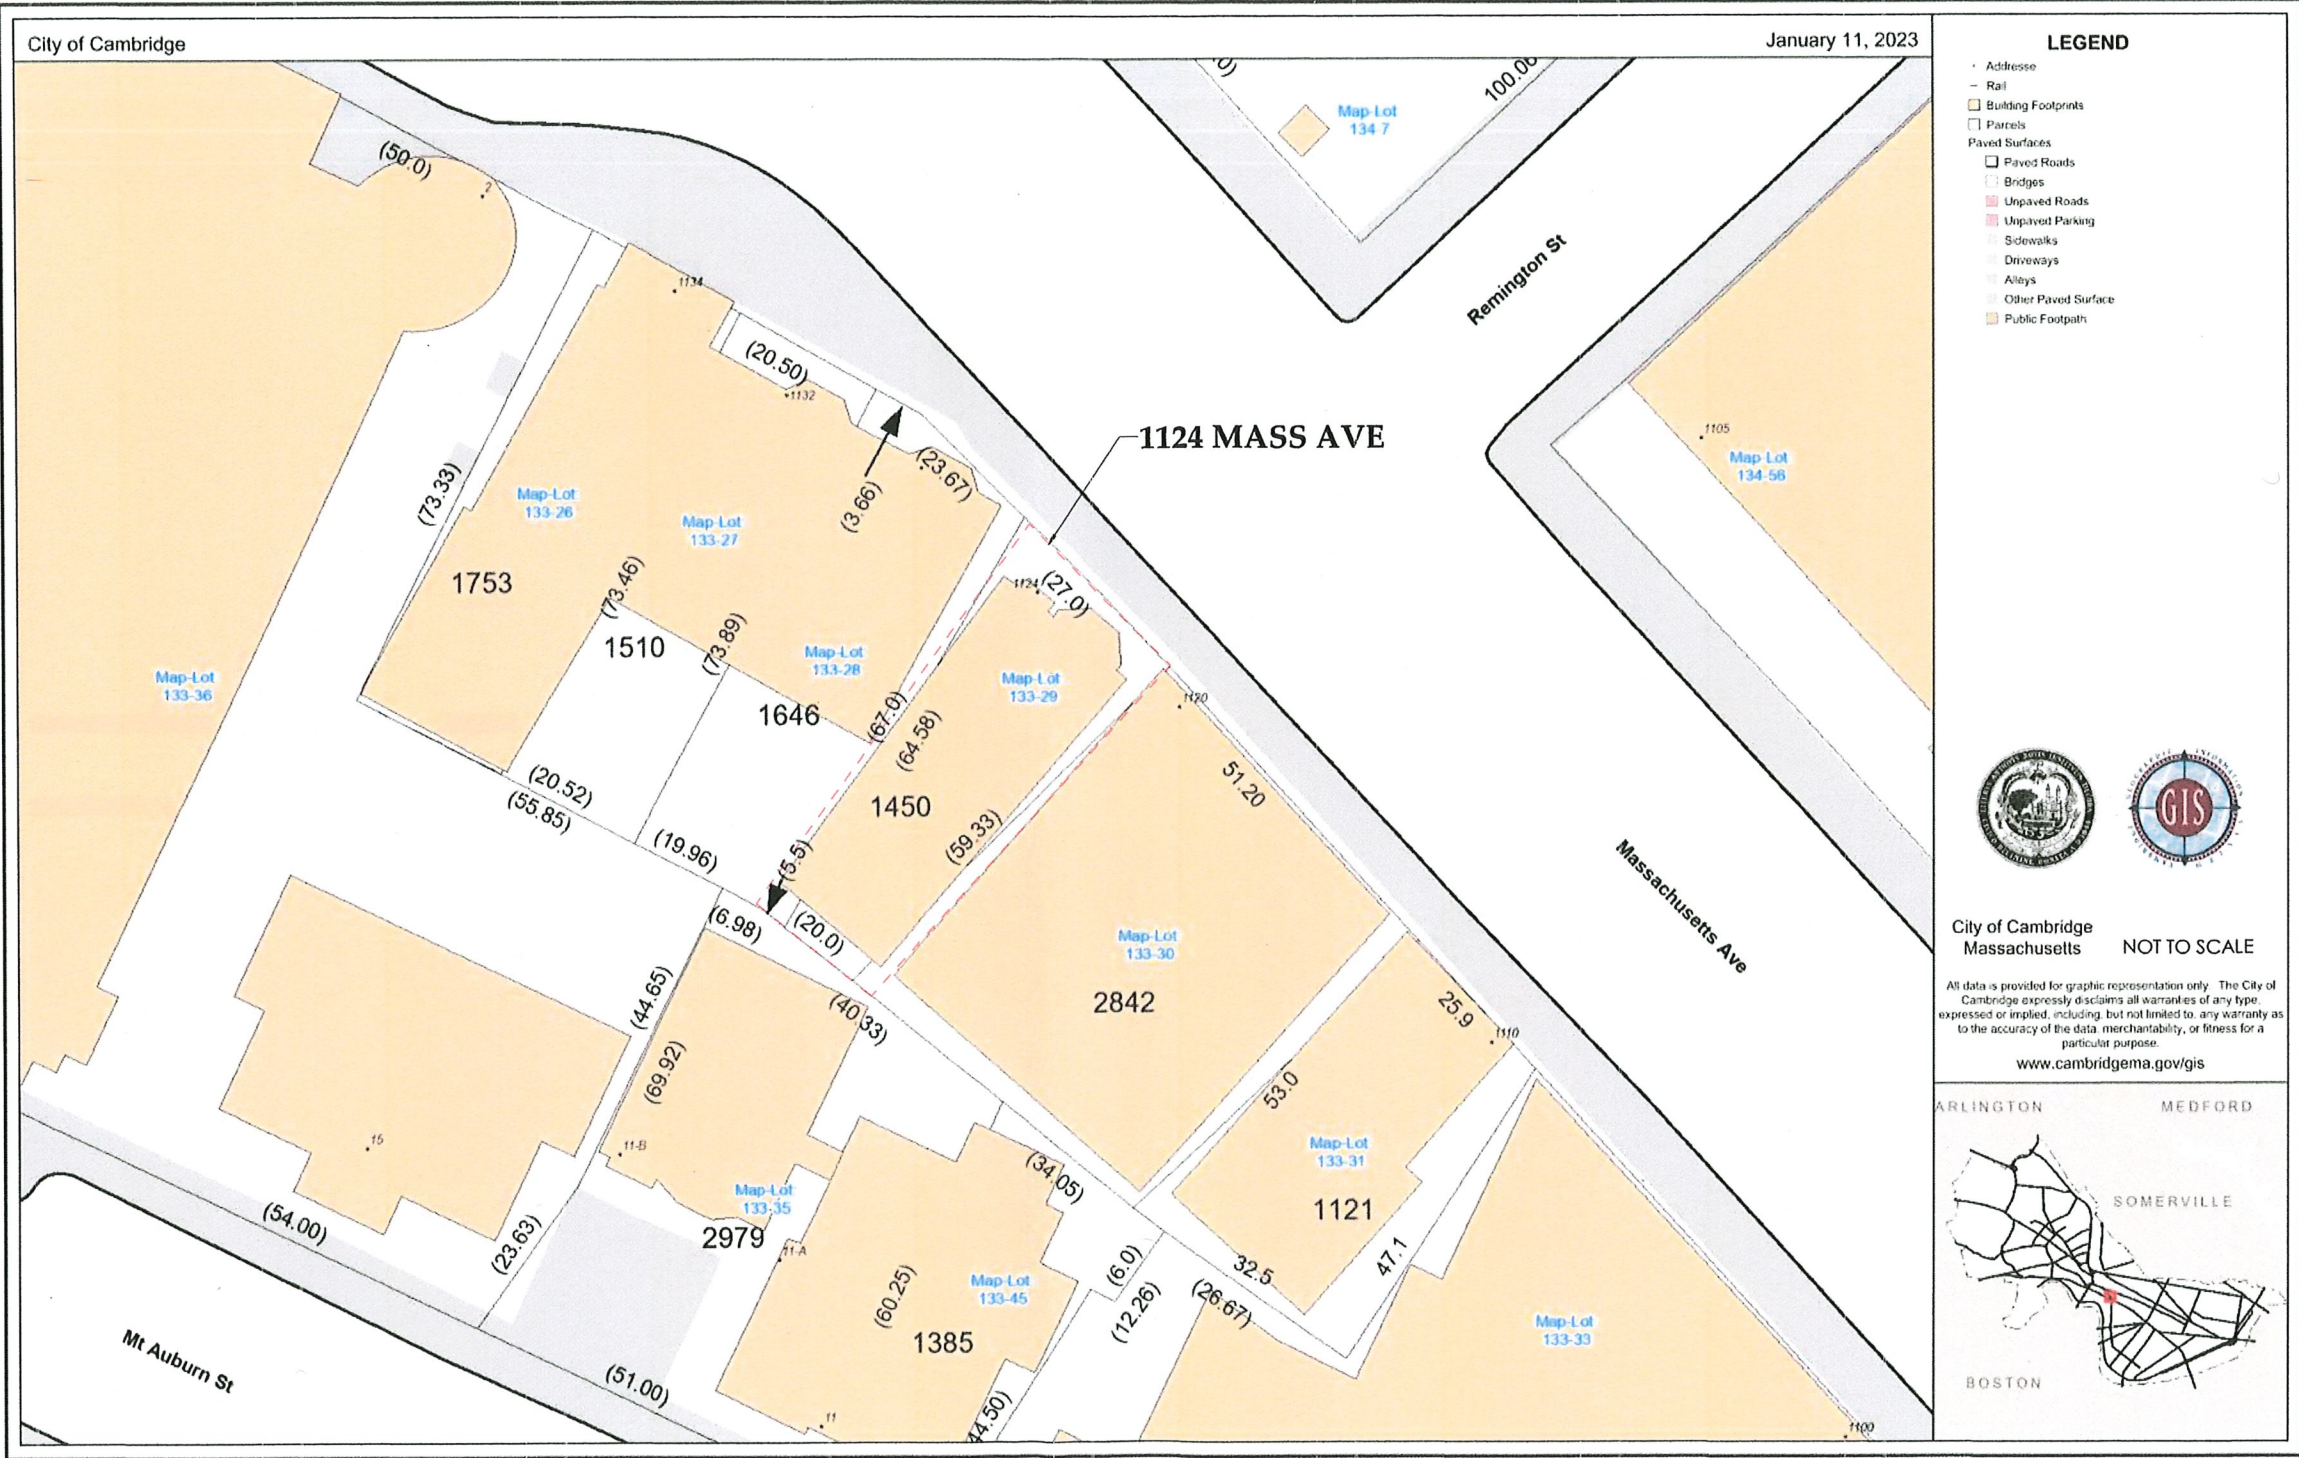 City of Cambridge
January 11, 2023
100.06
Map-Lot
134-7
(50.0)
2
Remington St
1134
(20.50)
1132
1124 MASS AVE
(23.67)
(3.66)
1105
Map-Lot
134-56
(73.33)
Map-Lot
133-26
Map-Lot
133-27
1753
(73.46)
1124
(27.0)
1510
(73.89)
Map-Lot
133-28
Map-Lot
133-29
Map-Lot
133-36
1120
1646
(67.0)
(64.58)
51.20
(20.52)
(55.85)
1450
(59.33)
(19.96)
(5.5)
Massachusetts Ave
(6.98)
(20.0)
Map-Lot
133-30
2842
(44.65)
(40.33)
25.9
1110
(69.92)
53.0
15
11-B
Map-Lot
133-31
(34.05)
Map-Lot
133-35
1121
(54.00)
2979
11-A
(23.63)
(6.0)
47.1
32.5
(60.25)
Map-Lot
133-45
(12.26)
(26.67)
Map-Lot
133-33
1385
Mt Auburn St
(51.00)
11
44.50)
1100
LEGEND
Addresse
Rail
Building Footprints
Parcels
Paved Surfaces
Paved Roads
Bridges
Unpaved Roads
Unpaved Parking
Sidewalks
Driveways
Alleys
Other Paved Surface
Public Footpath
GIS
City of Cambridge
Massachusetts
NOT TO SCALE
All data is provided for graphic representation only. The City of
Cambridge expressly disclaims all warranties of any type,
expressed or implied, including, but not limited to, any warranty as
to the accuracy of the data, merchantability, or fitness for a
particular purpose.
www.cambridgema.gov/gis
ARLINGTON
MEDFORD
SOMERVILLE
BOSTON